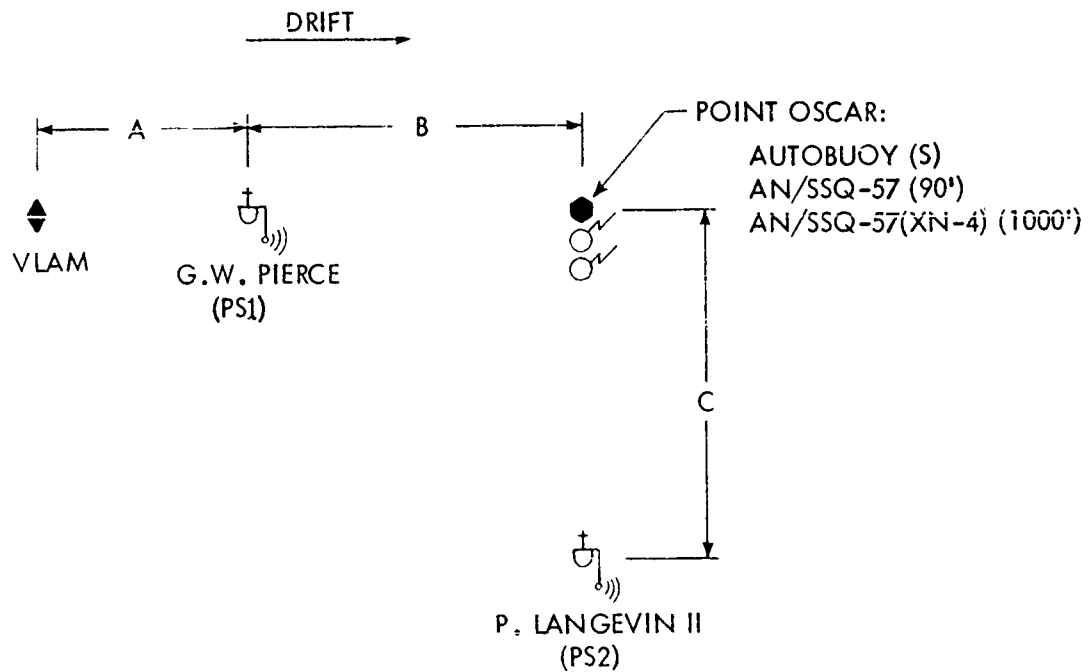 DRIFT
A
B
POINT OSCAR:
AUTOBUOY (S)
AN/SSQ-57 (90')
AN/SSQ-57(XN-4) (1000')
VLAM
G.W. PIERCE
(PS1)
C
P. LANGEVIN II
(PS2)